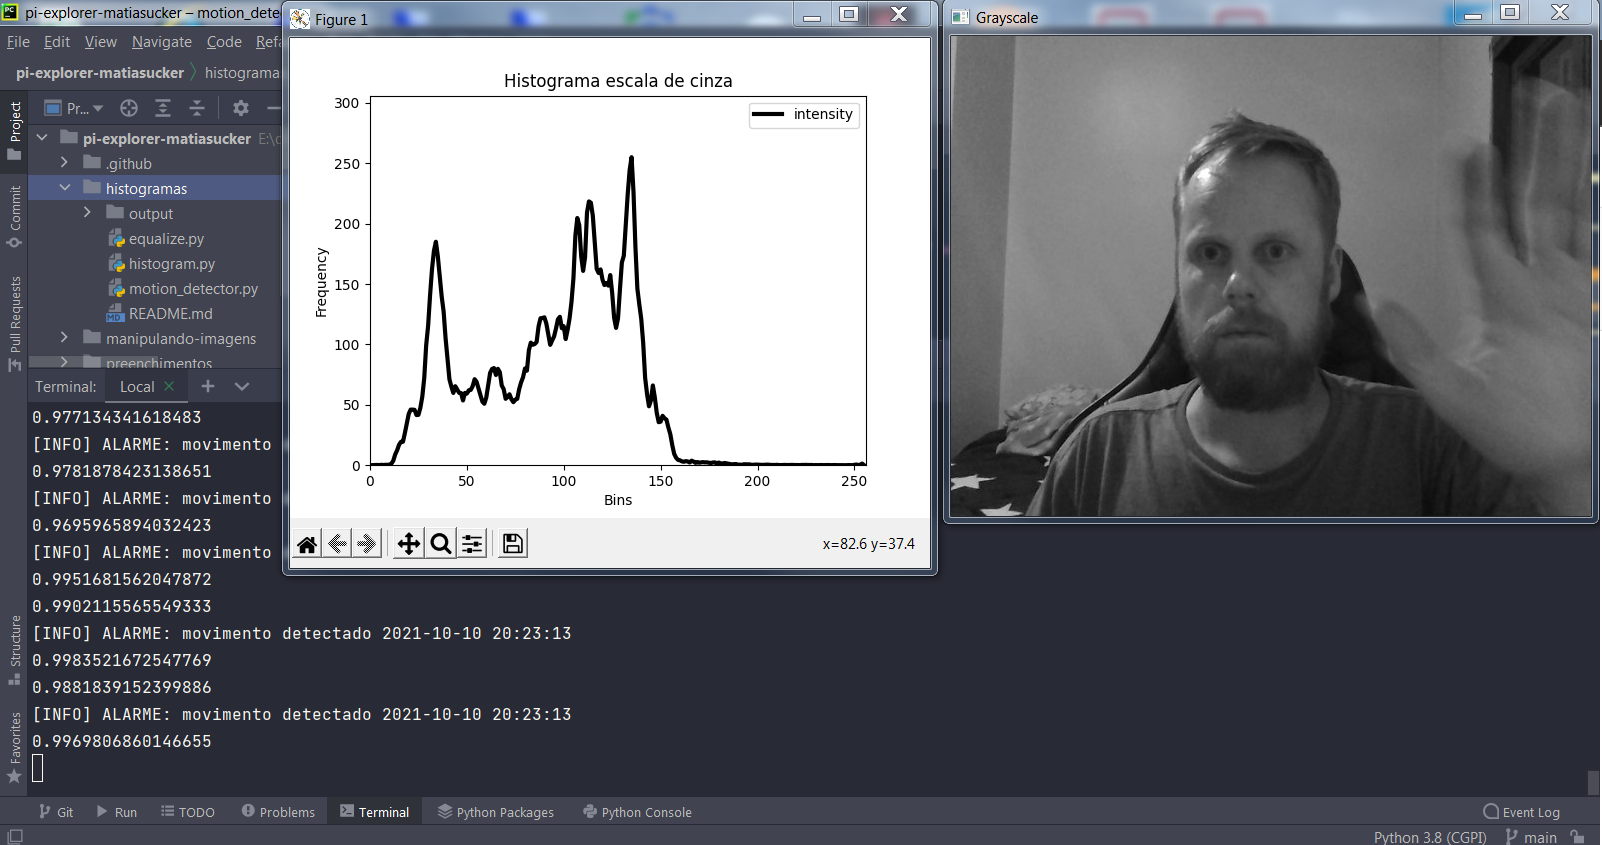 pi-explorer-matiasucker – motion_dete
File Edit View Navigate Code Refa
pi-explorer-matiasucker histograma
Project
Pr...
pi-explorer-matiasucker E:\
.github
histogramas
output
equalize.py
histogram.py
motion_detector.py
README.md
manipulando-imagens
preenchimentos
Commit
Pull Requests
Structure
Favorites
Figure 1
Histograma escala de cinza
intensity
300
250
200
150
100
50
0
Frequency
0 50 100 150 200 250
Bins
x=82.6 y=37.4
Grayscale
Terminal: Local
0.977134341618483
[INFO] ALARME: movimento
0.9781878423138651
[INFO] ALARME: movimento
0.9695965894032423
[INFO] ALARME: movimento
0.9951681562047872
0.9902115565549333
[INFO] ALARME: movimento detectado 2021-10-10 20:23:13
0.9983521672547769
0.9881839152399886
[INFO] ALARME: movimento detectado 2021-10-10 20:23:13
0.9969806860146655
Git Run TODO Problems Terminal Python Packages Python Console Event Log
Python 3.8 (CGPI) main